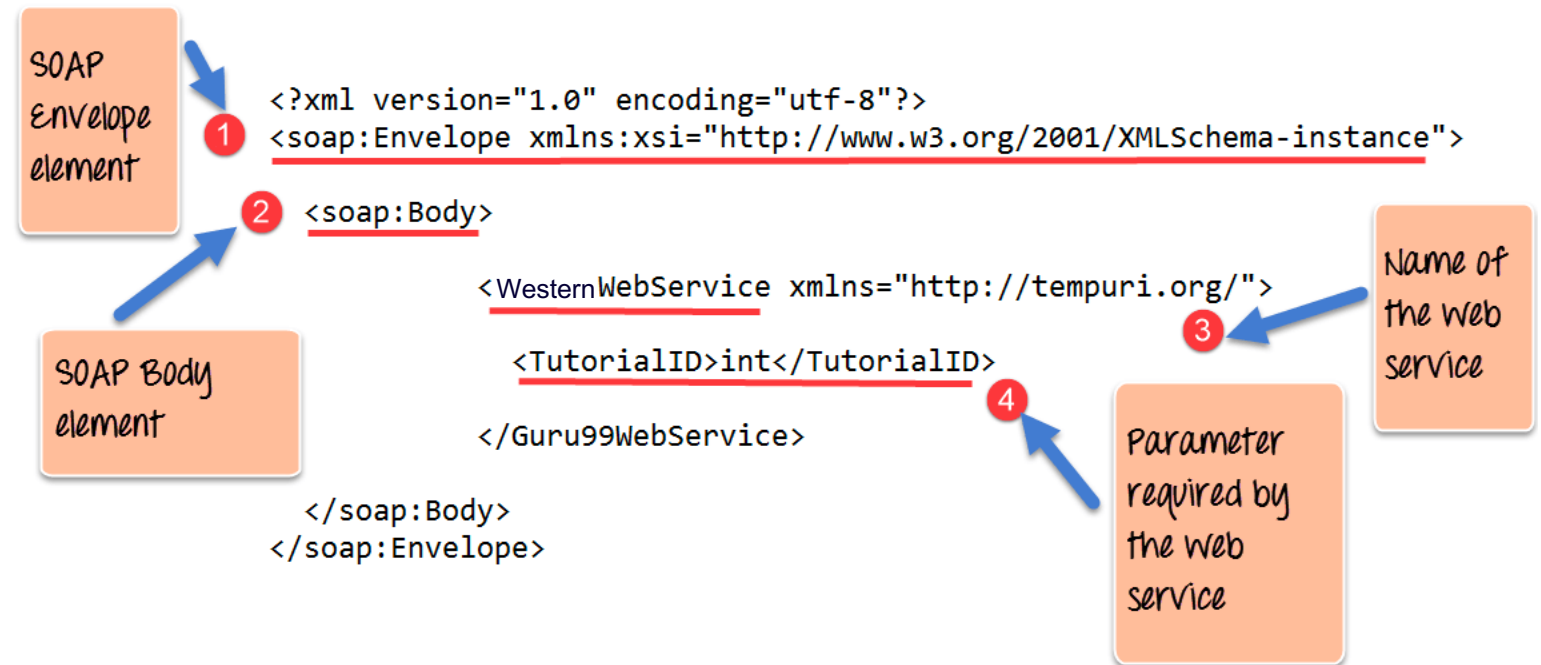 SOAP
Envelope
element
1
<?xml version="1.0" encoding="utf-8"?>
<soap:Envelope xmlns:xsi="http://www.w3.org/2001/XMLSchema-instance">
2
<soap:Body>
<WesternWebService xmlns="http://tempuri.org/">
3
Name of
the web
service
SOAP Body
element
<TutorialID>int</TutorialID>
4
Parameter
required by
the web
service
</Guru99WebService>
</soap:Body>
</soap:Envelope>